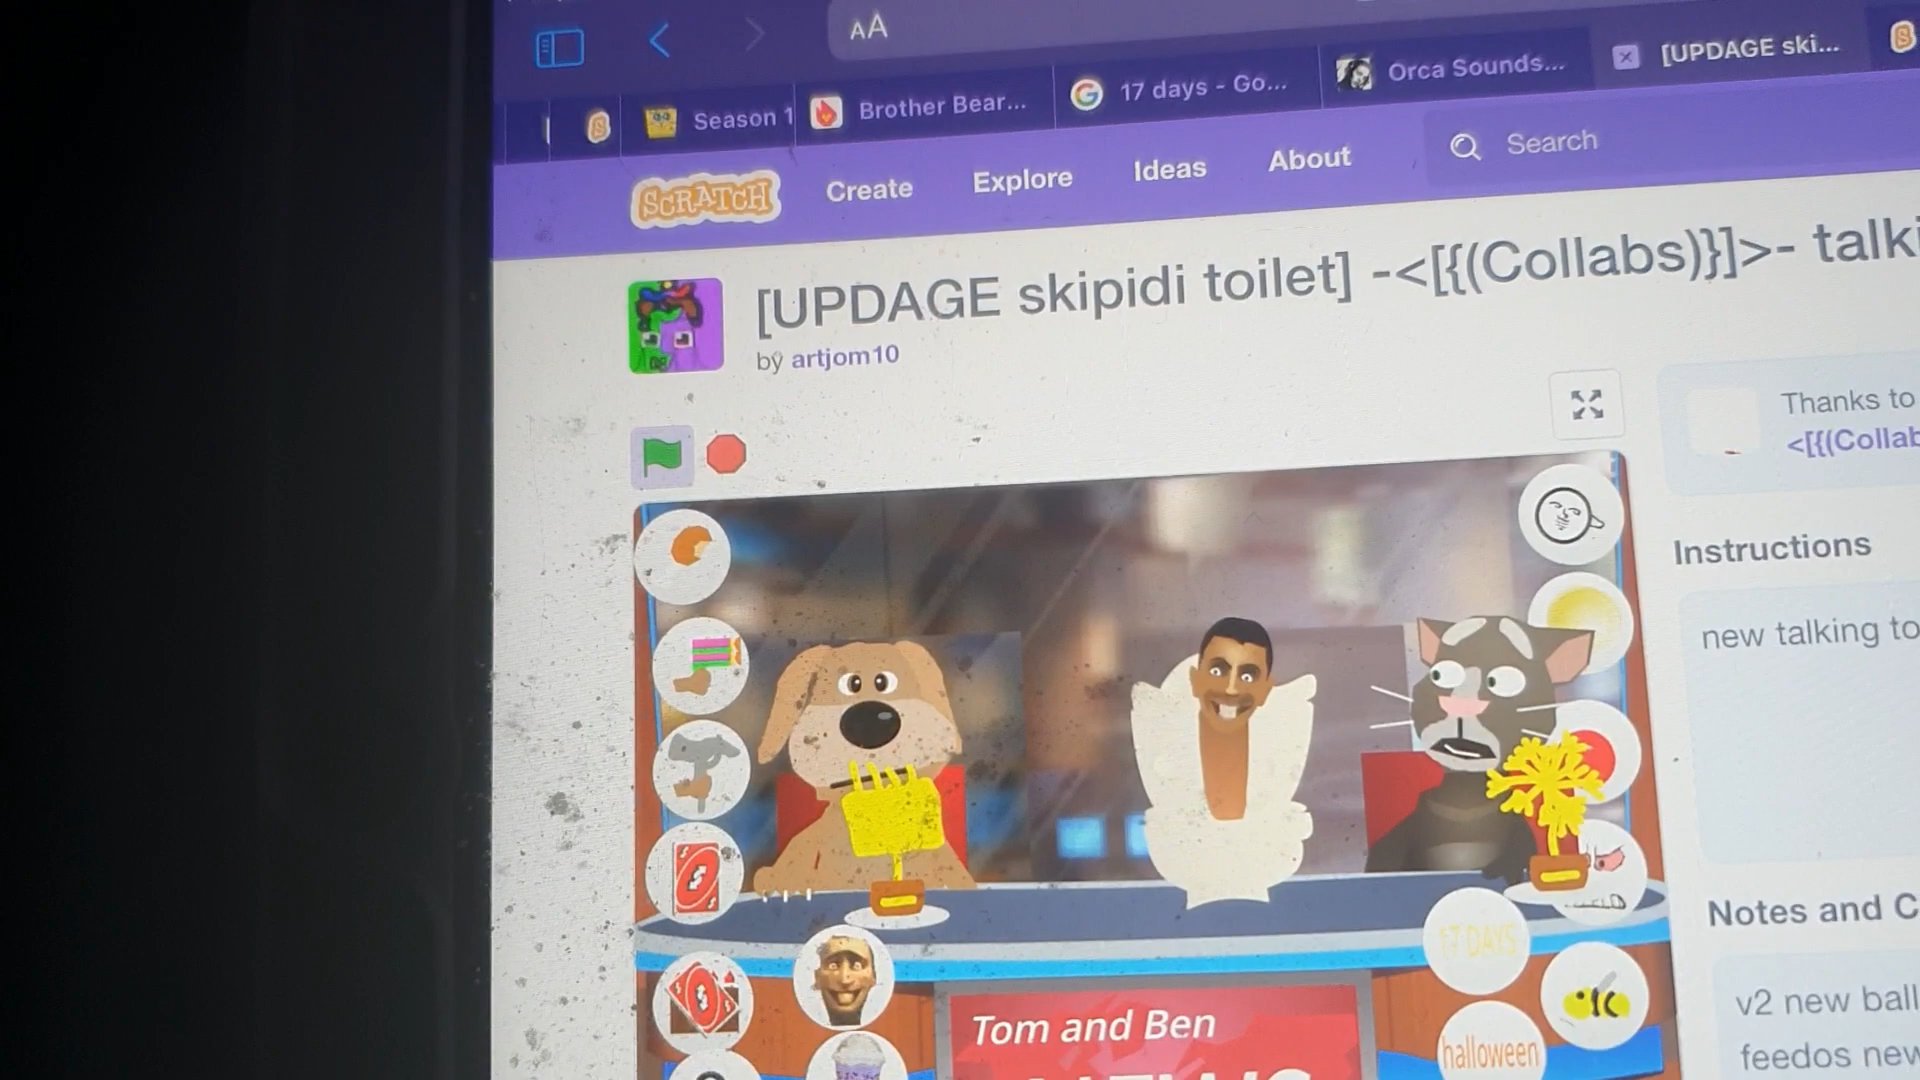 AA
Season 1
Brother Bear...
17 days - Go...
Orca Sounds...
[UPDAGE ski...
SCRATCH
Create
Explore
Ideas
About
Search
[UPDAGE skipidi toilet] -<[{(Collabs)}]>- talki
by artjom10
Thanks to
<[{(Collab
Instructions
new talking to
17 DAYS
Notes and C
v2 new ball
Tom and Ben
halloween
feedos new